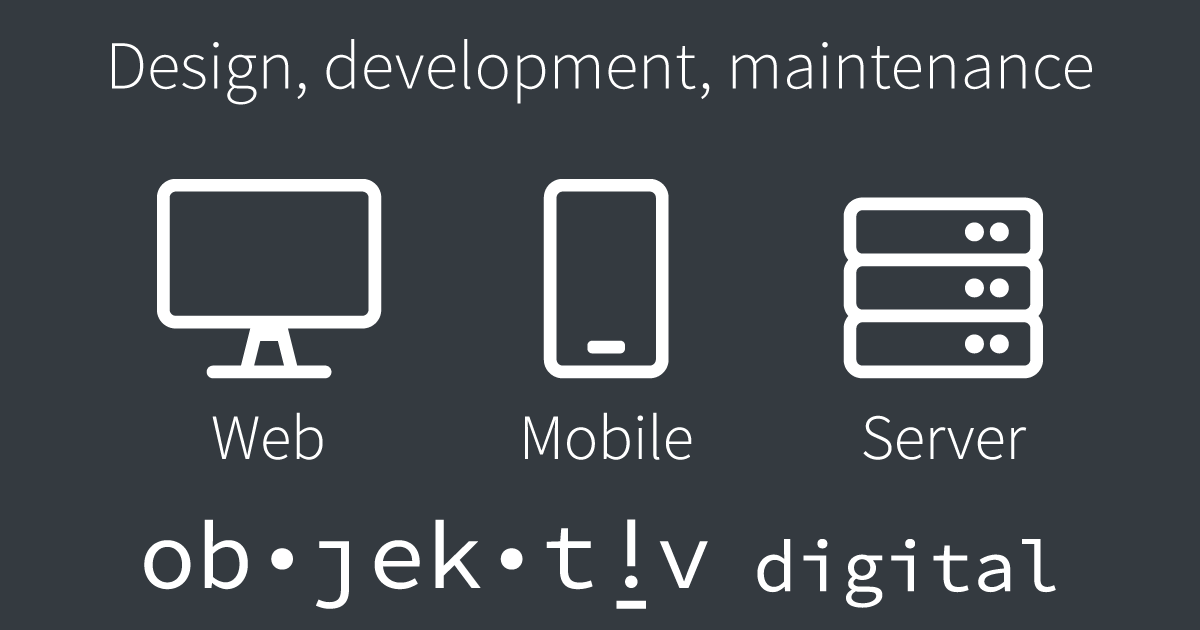 Design, development, maintenance
Web Mobile Server
ob•jek•t!v digital